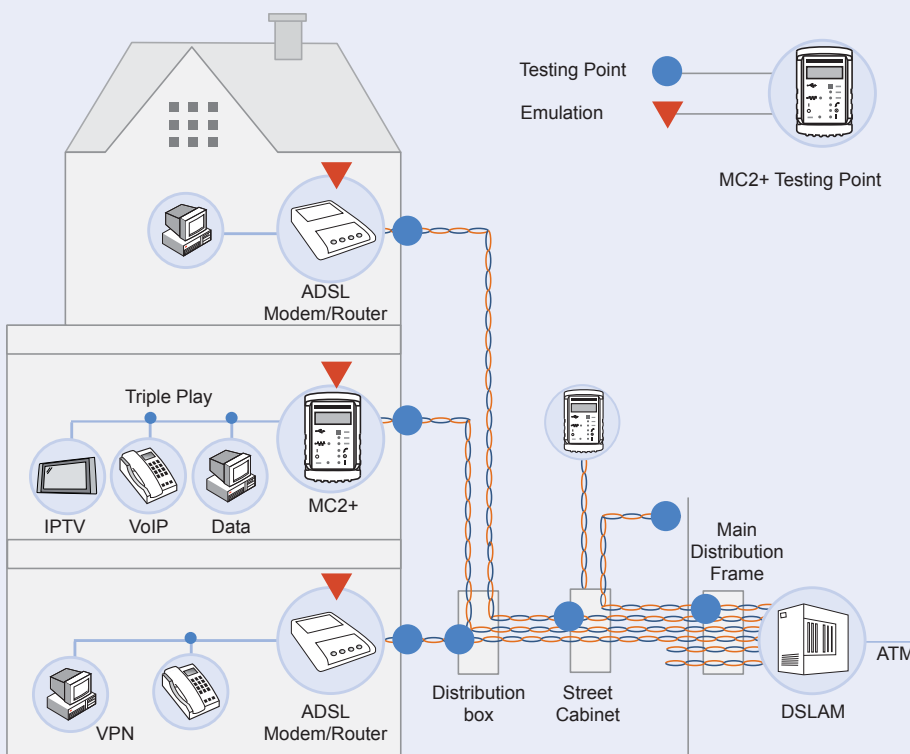 Testing Point
Emulation
MC2+ Testing Point
ADSL
Modem/Router
Triple Play
IPTV
VoIP
Data
MC2+
Main
Distribution
Frame
ATM
VPN
ADSL
Modem/Router
Distribution
box
Street
Cabinet
DSLAM